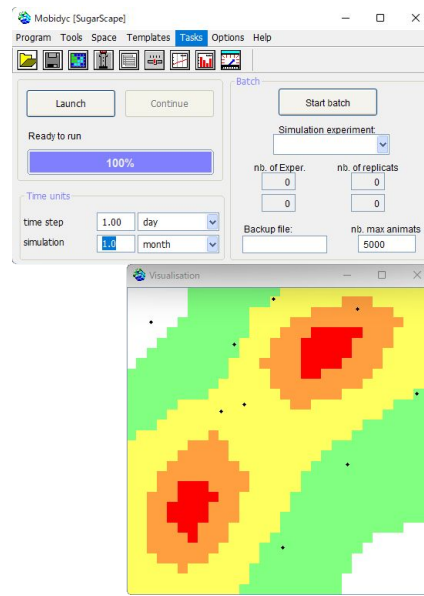 Mobidyc [SugarScape]
Program Tools Space Templates Tasks Options Help
Launch
Continue
Ready to run
100%
Time units
time step 1.00 day
simulation 1.0 month
Batch
Start batch
Simulation experiment:
nb. of Exper. nb. of replicats
0 0
0 0
Backup file: nb. max animats
5000
Visualisation